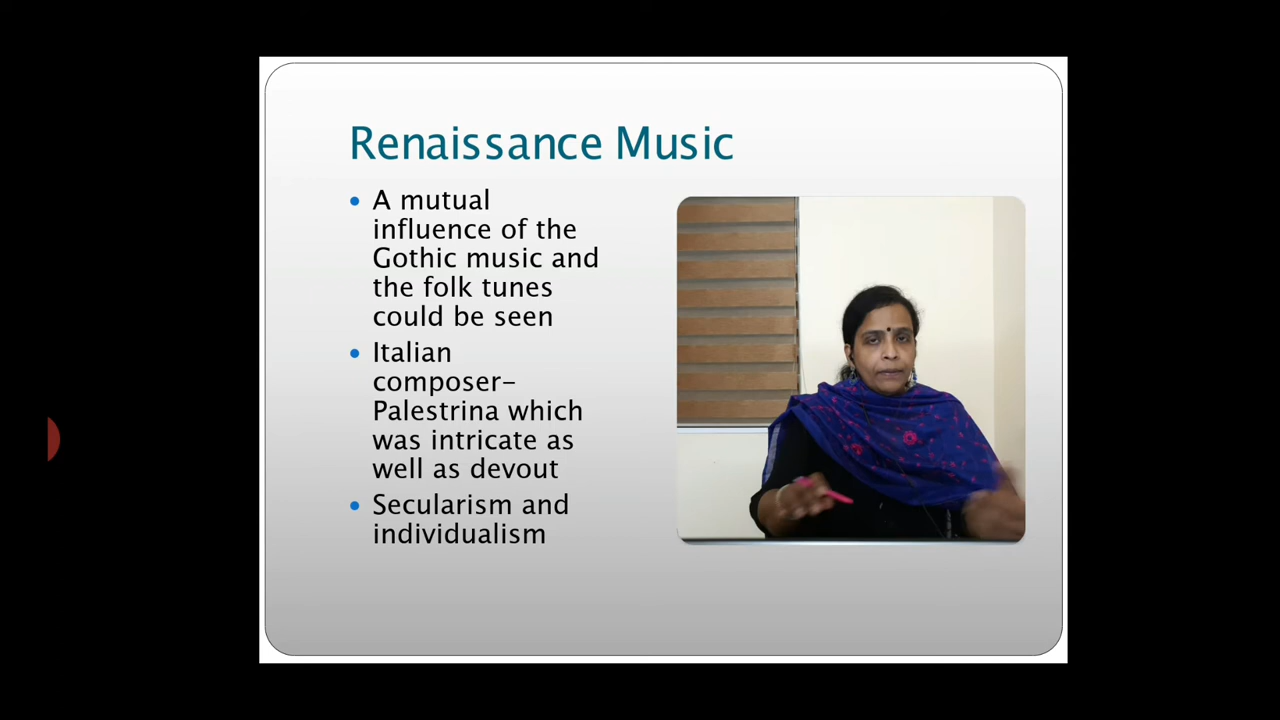 Renaissance Music
• A mutual
influence of the
Gothic music and
the folk tunes
could be seen
• Italian
composer-
Palestrina which
was intricate as
well as devout
• Secularism and
individualism